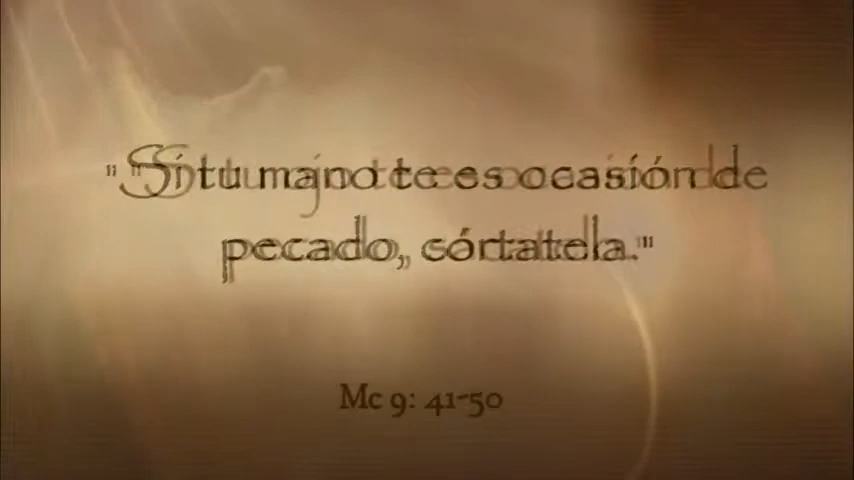 "Si tu mano te es ocasión de
pecado, córtatela."
Mc 9: 41-50